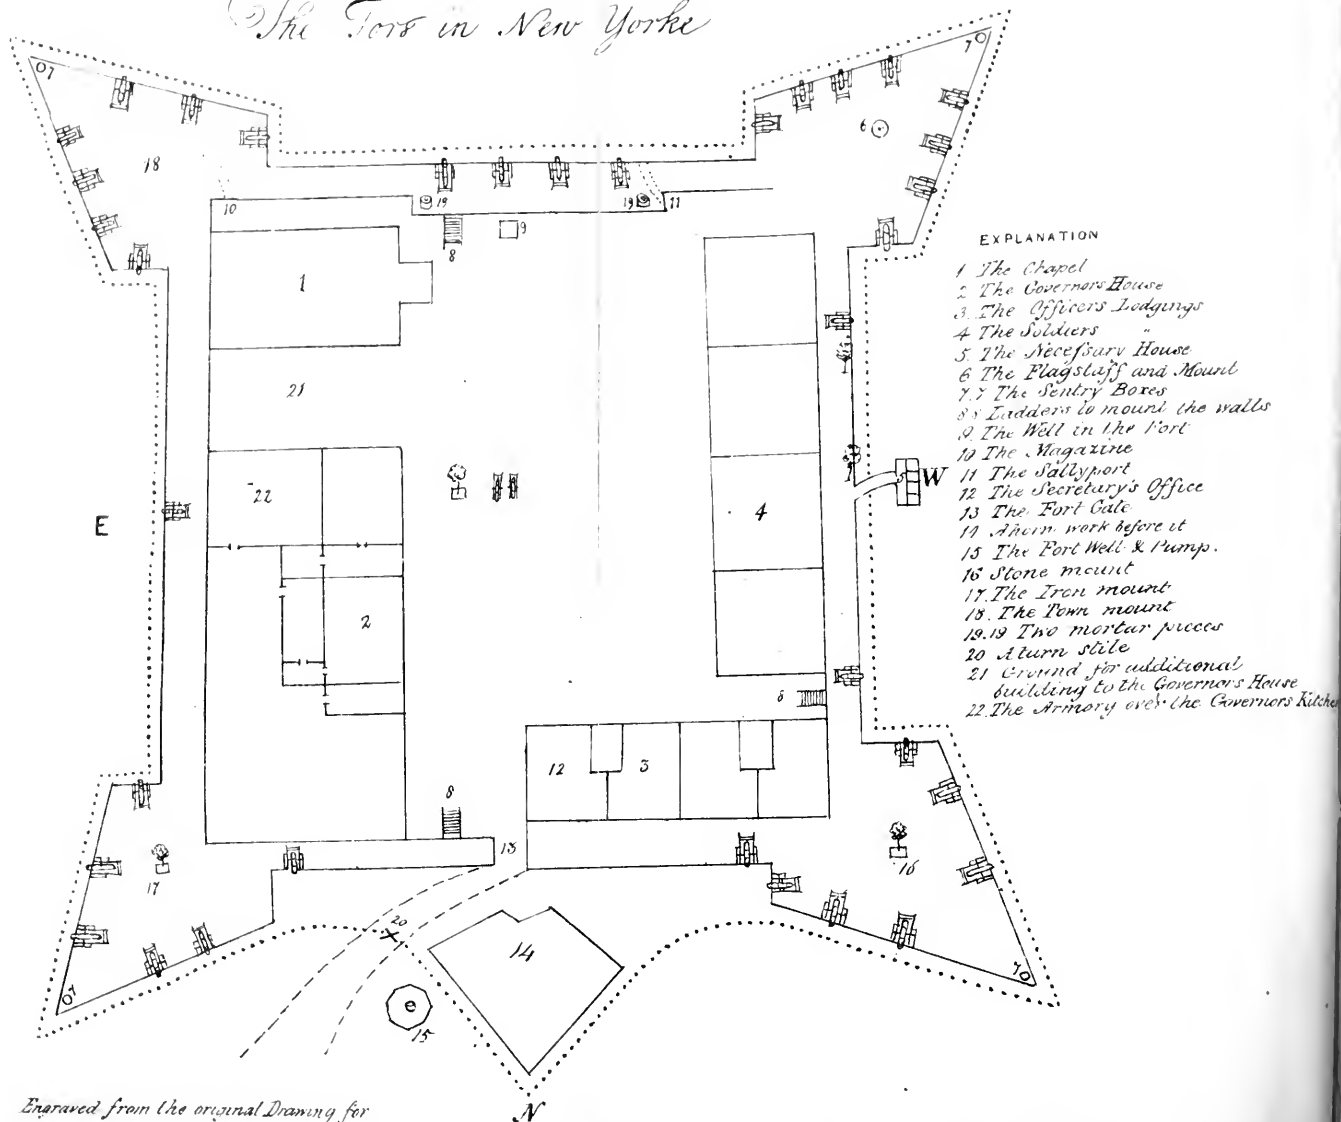 The Fort in New Yorke
EXPLANATION
1 The Chapel
2 The Governors House
3. The Officers Lodgings
4 The Soldiers "
5. The Necessary House
6 The Flagstaff and Mount
7.7 The Sentry Boxes
8 8 Ladders to mount the walls
9. The Well in the Fort
10 The Magazine
11 The Sallyport
12 The Secretary's Office
13 The Fort Gate
14 A horn work before it
15 The Fort Well & Pump.
16 Stone mount
17. The Iron mount
18. The Town mount
19.19 Two mortar pieces
20 A turn stile
21 Ground for additional
building to the Governors House
22. The Armory over the Governors Kitchen
7
7
18
6
10
19
19
11
8
9
1
21
22
4
W
E
2
8
12
3
8
13
17
16
20
14
7
7
e
15
N
Engraved from the original Drawing for